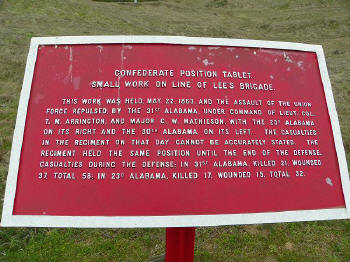 CONFEDERATE POSITION TABLET.
SMALL WORK ON LINE OF LEE'S BRIGADE.
THIS WORK WAS HELD, MAY 22, 1863, AND THE ASSAULT OF THE UNION
FORCE REPULSED BY THE 31ST ALABAMA, UNDER COMMAND OF LIEUT. COL.
T. M. ARRINGTON, AND MAJOR G. W. MATHIESON, WITH THE 23D ALABAMA
ON ITS RIGHT AND THE 30TH ALABAMA ON ITS LEFT. THE CASUALTIES
IN THE REGIMENT ON THAT DAY CANNOT BE ACCURATELY STATED. THE
REGIMENT HELD THE SAME POSITION UNTIL THE END OF THE DEFENSE.
CASUALTIES DURING THE DEFENSE: IN 31ST ALABAMA, KILLED 21, WOUNDED
37, TOTAL 58; IN 23D ALABAMA, KILLED 17, WOUNDED 15, TOTAL 32.